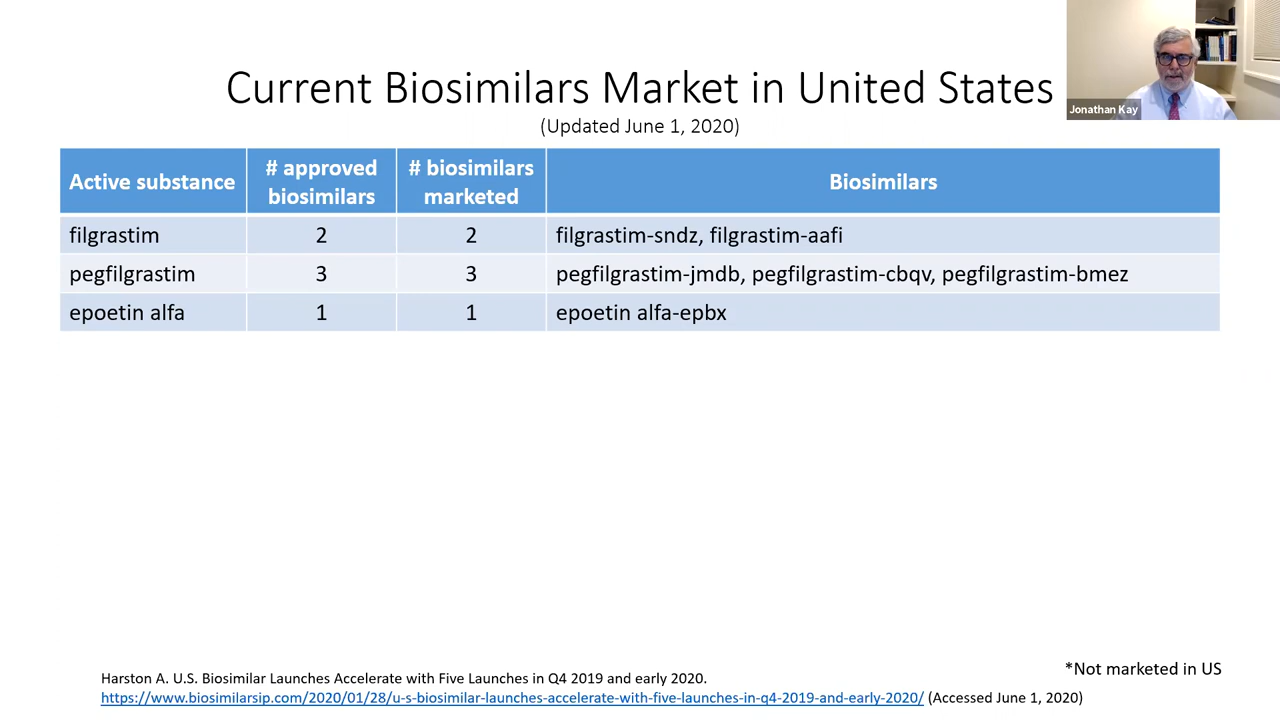 Current Biosimilars Market in United States
(Updated June 1, 2020)
Jonathan Kay
Active substance # approved biosimilars # biosimilars marketed Biosimilars
filgrastim 2 2 filgrastim-sndz, filgrastim-aafi
pegfilgrastim 3 3 pegfilgrastim-jmdb, pegfilgrastim-cbqv, pegfilgrastim-bmez
epoetin alfa 1 1 epoetin alfa-epbx
*Not marketed in US
Harston A. U.S. Biosimilar Launches Accelerate with Five Launches in Q4 2019 and early 2020.
https://www.biosimilarsip.com/2020/01/28/u-s-biosimilar-launches-accelerate-with-five-launches-in-q4-2019-and-early-2020/ (Accessed June 1, 2020)